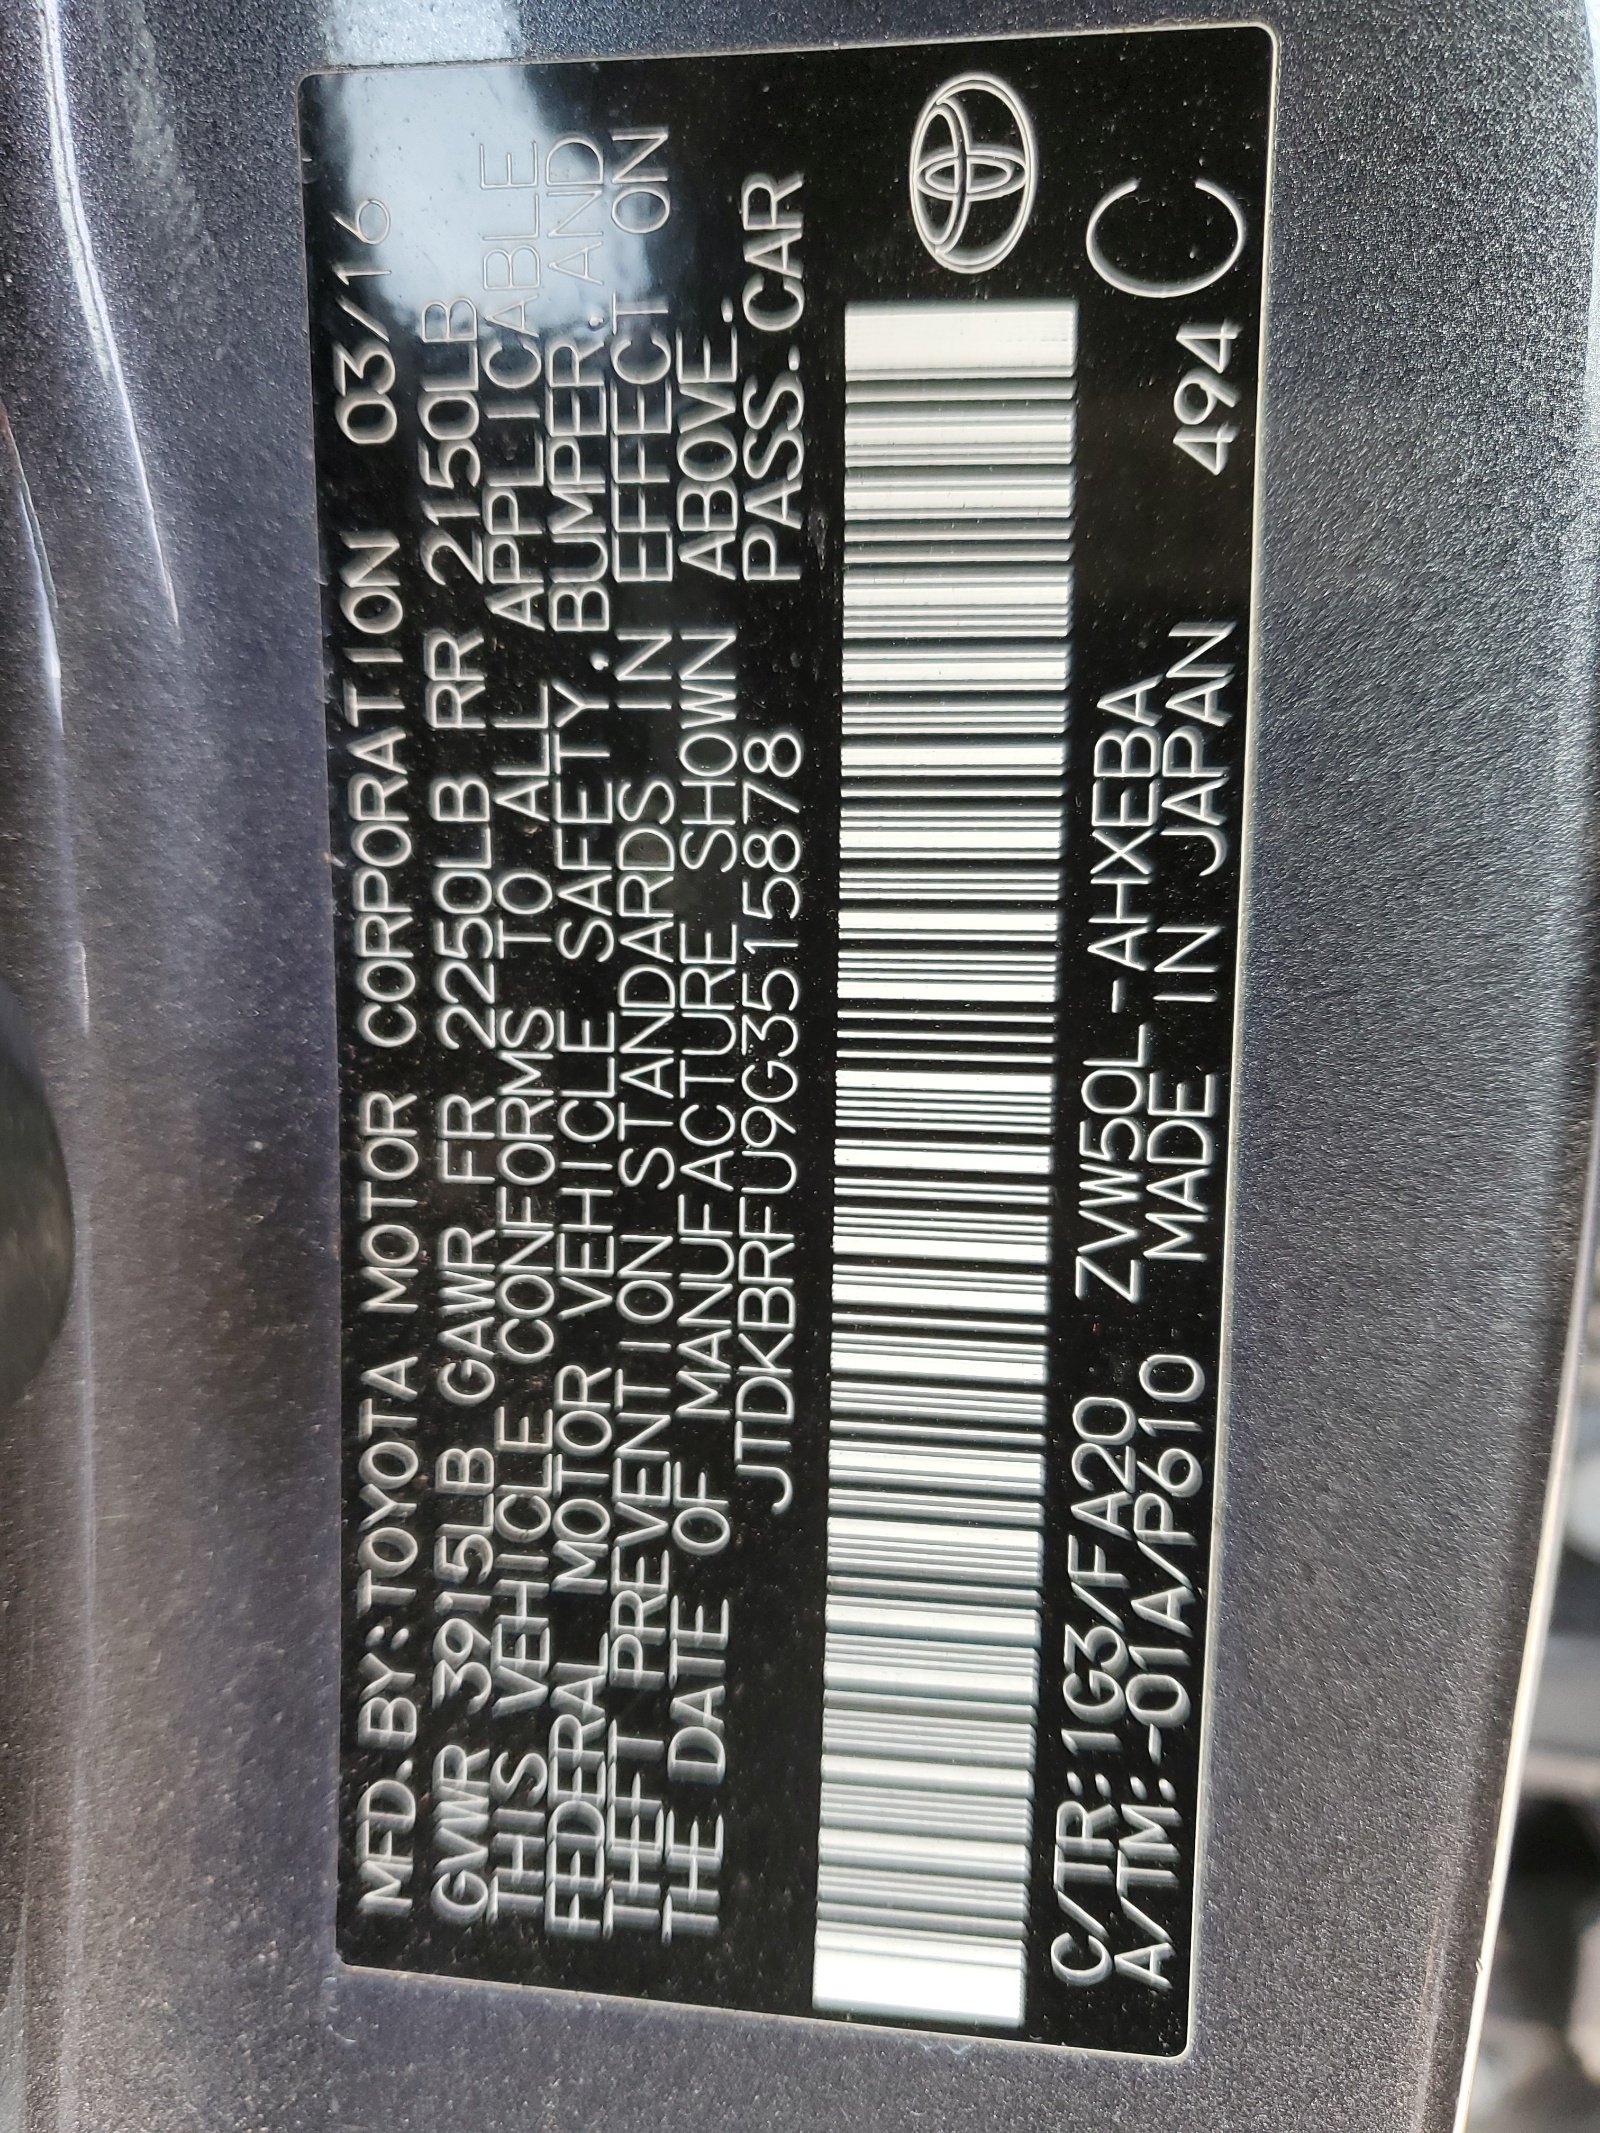 MFD.BY:TOYOTA MOTOR CORPORATION 03/16
GVWR 3915LB GAWR FR 2250LB RR 2150LB
THIS VEHICLE CONFORMS TO ALL APPLICABLE
FEDERAL MOTOR VEHICLE SAFETY, BUMPER, AND
THEFT PREVENTION STANDARDS IN EFFECT ON
THE DATE OF MANUFACTURE SHOWN ABOVE.
JTDKBRFU9G3515878 PASS.CAR
C/TR:1G3/FA20 ZVW50L-AHXEBA
A/TM:-01A/P610 MADE IN JAPAN 494 C